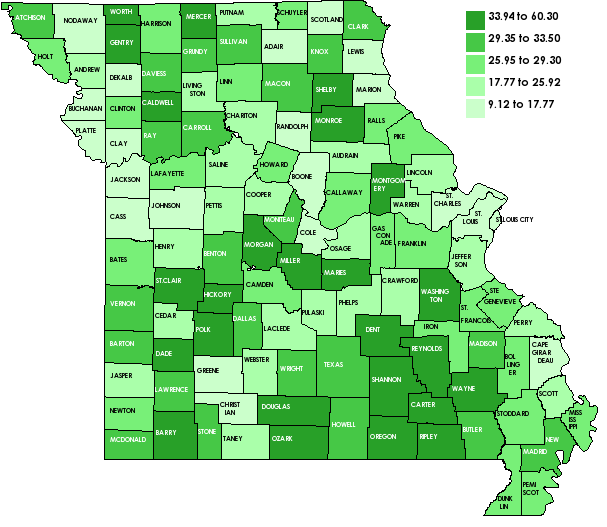 ATCHISON
NODAWAY
WORTH
GENTRY
HARRISON
MERCER
PUTNAM
SCHUYLER
SCOTLAND
CLARK
HOLT
ANDREW
DEKALB
DAVIESS
GRUNDY
SULLIVAN
ADAIR
KNOX
LEWIS
BUCHANAN
CLINTON
CALDWELL
LIVING
STON
LINN
MACON
SHELBY
MARION
PLATTE
CLAY
RAY
CARROLL
CHARITON
RANDOLPH
MONROE
RALLS
PIKE
JACKSON
LAFAYETTE
SALINE
HOWARD
BOONE
AUDRAIN
CALLAWAY
MONTGOM
ERY
LINCOLN
WARREN
ST.
CHARLES
ST.
LOUIS
ST.LOUIS CITY
CASS
JOHNSON
PETTIS
COOPER
MONITEAU
COLE
OSAGE
GAS
CON
ADE
FRANKLIN
JEFFER
SON
BATES
HENRY
BENTON
MORGAN
MILLER
MARIES
VERNON
ST.CLAIR
HICKORY
CAMDEN
PULASKI
PHELPS
CRAWFORD
WASHING
TON
STE
GENEVIEVE
ST.
FRANCOIS
PERRY
BARTON
CEDAR
POLK
DALLAS
LACLEDE
DENT
IRON
MADISON
CAPE
GIRAR
DEAU
JASPER
DADE
GREENE
WEBSTER
WRIGHT
TEXAS
REYNOLDS
BOL
LING
ER
SHANNON
WAYNE
SCOTT
NEWTON
LAWRENCE
CHRIST
IAN
DOUGLAS
CARTER
STODDARD
MISS
ISS
IPPI
MCDONALD
BARRY
STONE
TANEY
OZARK
HOWELL
OREGON
RIPLEY
BUTLER
NEW
MADRID
DUNK
LIN
PEMI
SCOT
33.94 to 60.30
29.35 to 33.50
25.95 to 29.30
17.77 to 25.92
9.12 to 17.77